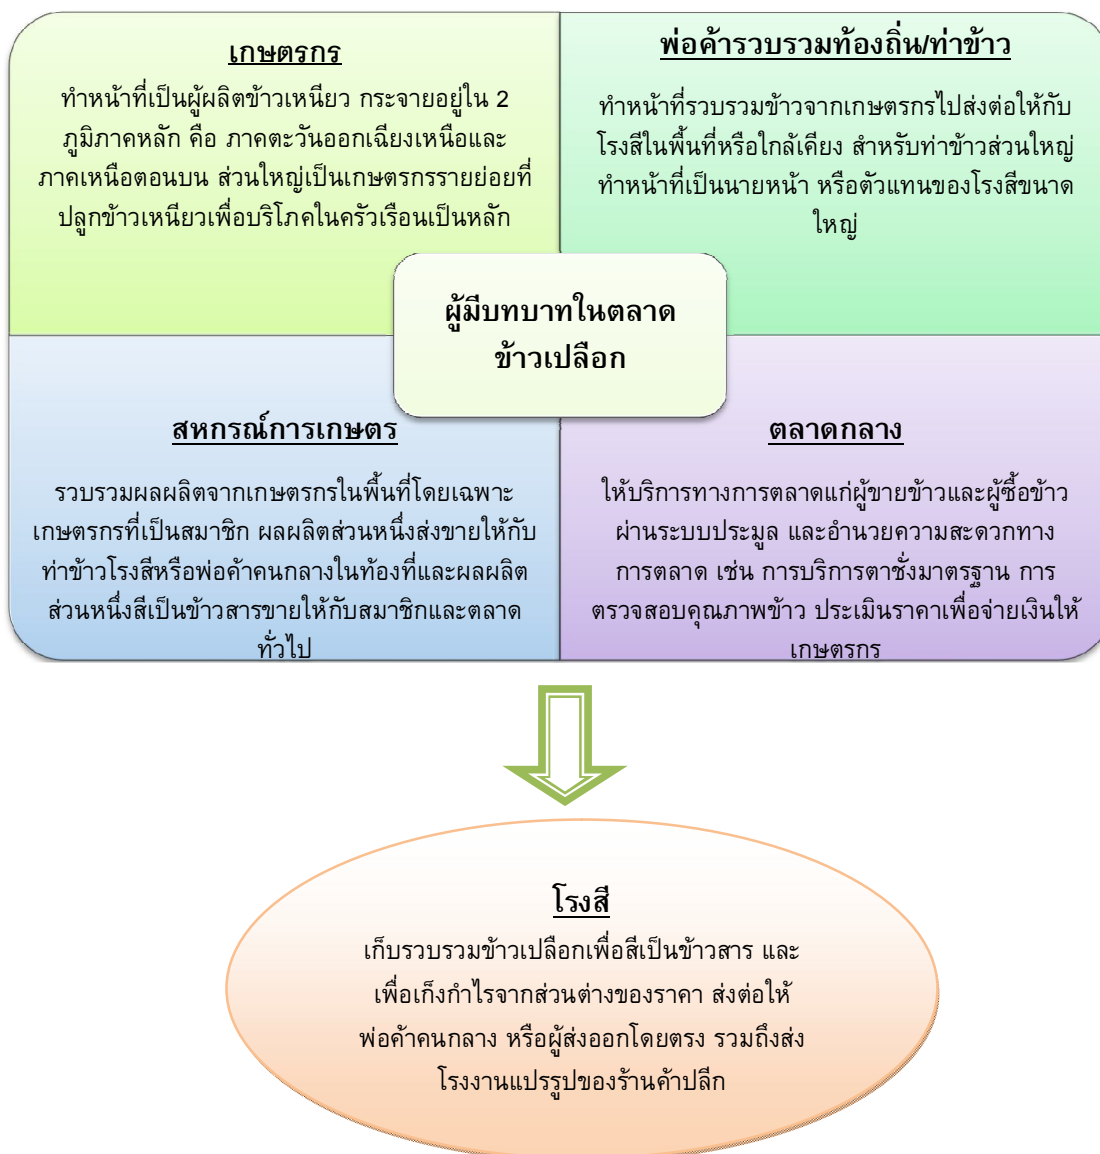 เกษตรกร
ทำหน้าที่เป็นผู้ผลิตข้าวเหนียว กระจายอยู่ใน 2
ภูมิภาคหลัก คือ ภาคตะวันออกเฉียงเหนือและ
ภาคเหนือตอนบน ส่วนใหญ่เป็นเกษตรกรรายย่อยที่
ปลูกข้าวเหนียวเพื่อบริโภคในครัวเรือนเป็นหลัก
พ่อค้ารวบรวมท้องถิ่น/ท่าข้าว
ทำหน้าที่รวบรวมข้าวจากเกษตรกรไปส่งต่อให้กับ
โรงสีในพื้นที่หรือใกล้เคียง สำหรับท่าข้าวส่วนใหญ่
ทำหน้าที่เป็นนายหน้า หรือตัวแทนของโรงสีขนาด
ใหญ่
ผู้มีบทบาทในตลาด
ข้าวเปลือก
สหกรณ์การเกษตร
รวบรวมผลผลิตจากเกษตรกรในพื้นที่โดยเฉพาะ
เกษตรกรที่เป็นสมาชิก ผลผลิตส่วนหนึ่งส่งขายให้กับ
ท่าข้าวโรงสีหรือพ่อค้าคนกลางในท้องที่และผลผลิต
ส่วนหนึ่งสีเป็นข้าวสารขายให้กับสมาชิกและตลาด
ทั่วไป
ตลาดกลาง
ให้บริการทางการตลาดแก่ผู้ขายข้าวและผู้ซื้อข้าว
ผ่านระบบประมูล และอำนวยความสะดวกทาง
การตลาด เช่น การบริการตาชั่งมาตรฐาน การ
ตรวจสอบคุณภาพข้าว ประเมินราคาเพื่อจ่ายเงินให้
เกษตรกร
โรงสี
เก็บรวบรวมข้าวเปลือกเพื่อสีเป็นข้าวสาร และ
เพื่อเก็งกำไรจากส่วนต่างของราคา ส่งต่อให้
พ่อค้าคนกลาง หรือผู้ส่งออกโดยตรง รวมถึงส่ง
โรงงานแปรรูปของร้านค้าปลีก